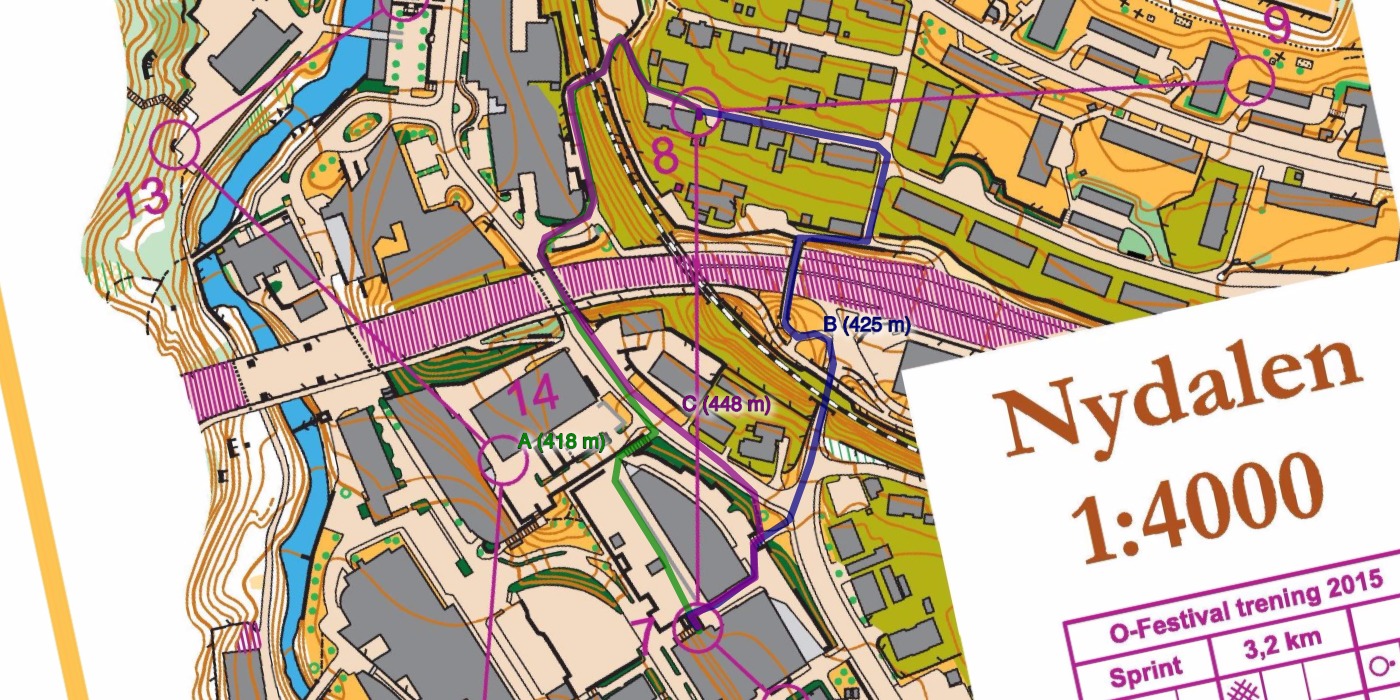 9
8
13
B (425 m)
14
C (448 m)
A (418 m)
7
Nydalen
1:4000
O-Festival trening 2015
Sprint 3,2 km